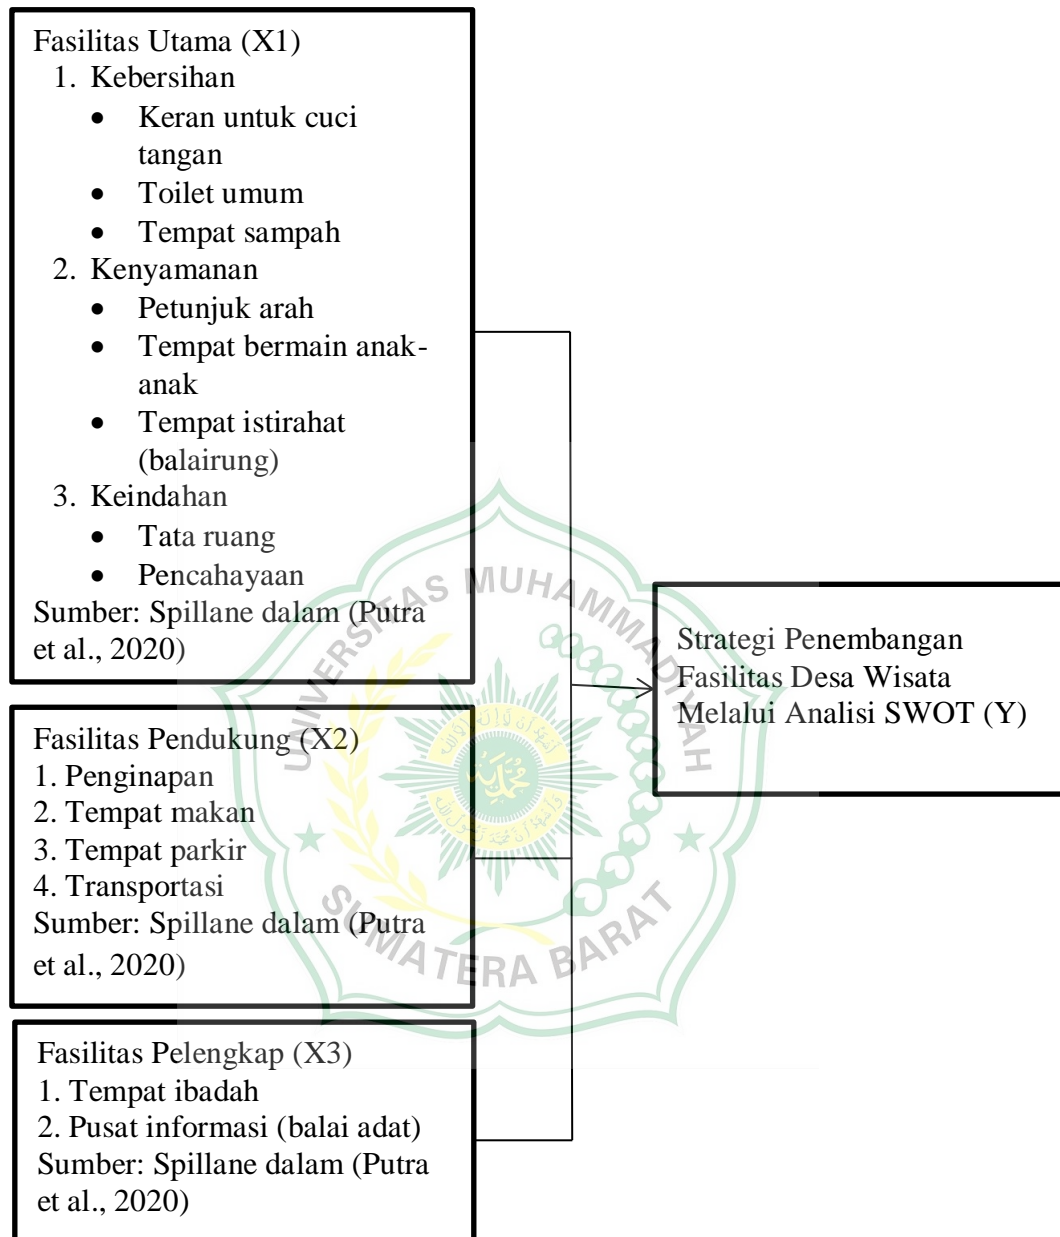 Fasilitas Utama (X1)
1. Kebersihan
• Keran untuk cuci
tangan
• Toilet umum
• Tempat sampah
2. Kenyamanan
• Petunjuk arah
• Tempat bermain anak-
anak
• Tempat istirahat
(balairung)
3. Keindahan
• Tata ruang
• Pencahayaan
Sumber: Spillane dalam (Putra
et al., 2020)
Fasilitas Pendukung (X2)
1. Penginapan
2. Tempat makan
3. Tempat parkir
4. Transportasi
Sumber: Spillane dalam (Putra
et al., 2020)
Fasilitas Pelengkap (X3)
1. Tempat ibadah
2. Pusat informasi (balai adat)
Sumber: Spillane dalam (Putra
et al., 2020)
Strategi Penembangan
Fasilitas Desa Wisata
Melalui Analisi SWOT (Y)
UNIVERSITAS MUHAMMADIYAH
SUMATERA BARAT